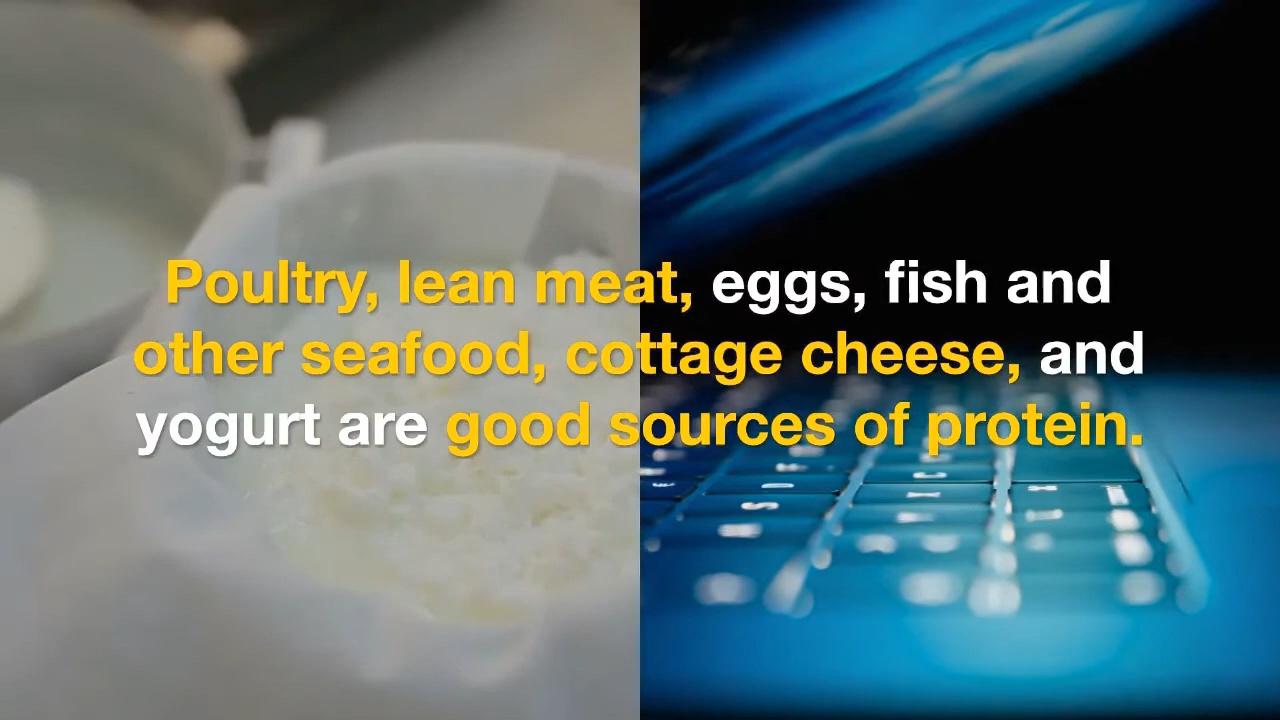 Poultry, lean meat, eggs, fish and
other seafood, cottage cheese, and
yogurt are good sources of protein.